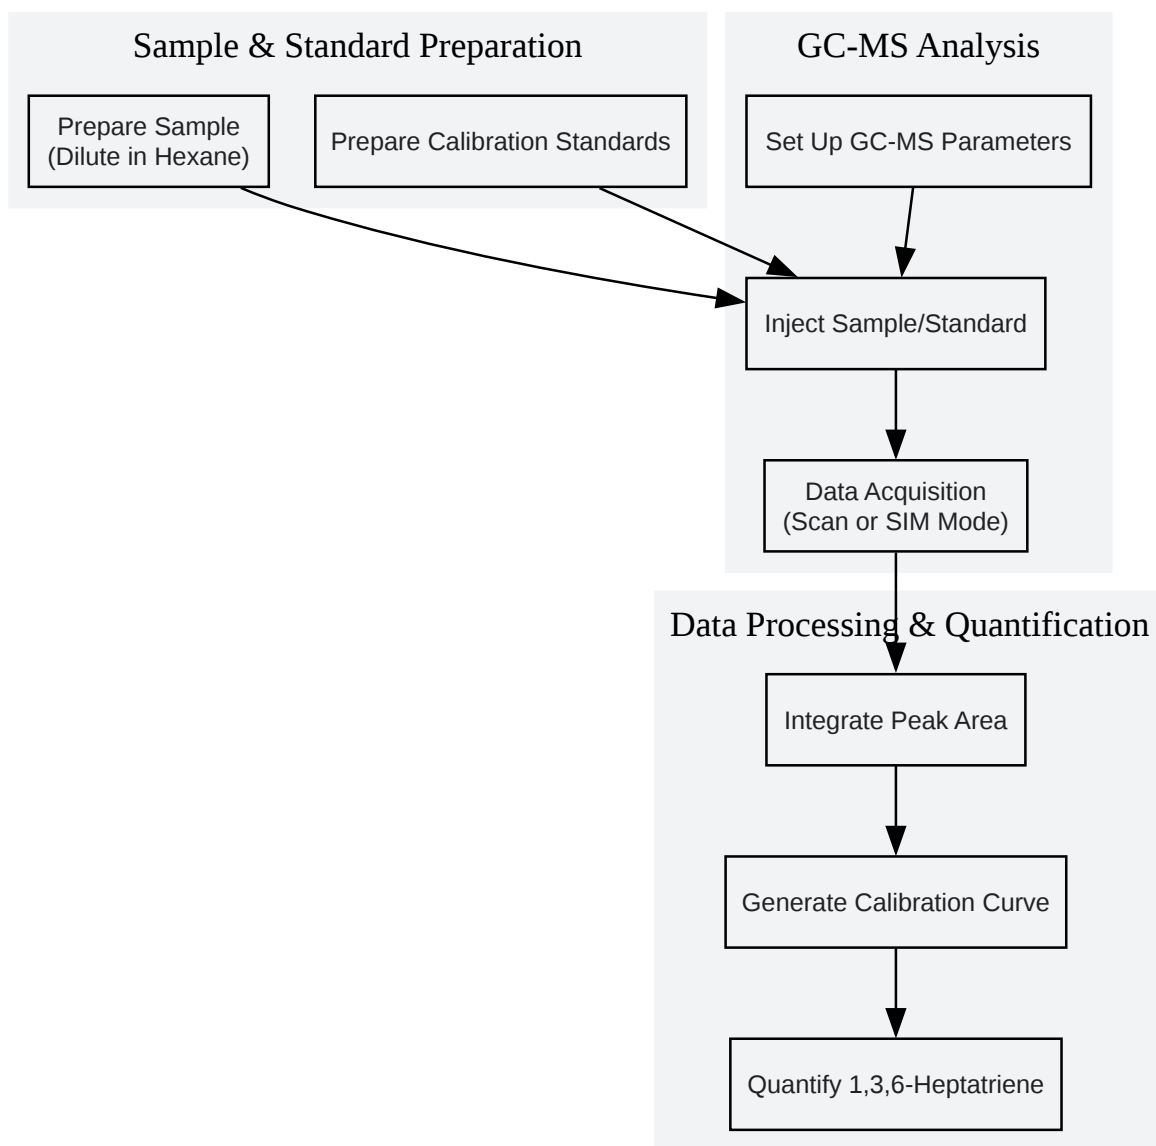 Sample & Standard Preparation
Prepare Sample
(Dilute in Hexane)
Prepare Calibration Standards
GC-MS Analysis
Set Up GC-MS Parameters
Inject Sample/Standard
Data Acquisition
(Scan or SIM Mode)
Data Processing & Quantification
Integrate Peak Area
Generate Calibration Curve
Quantify 1,3,6-Heptatriene